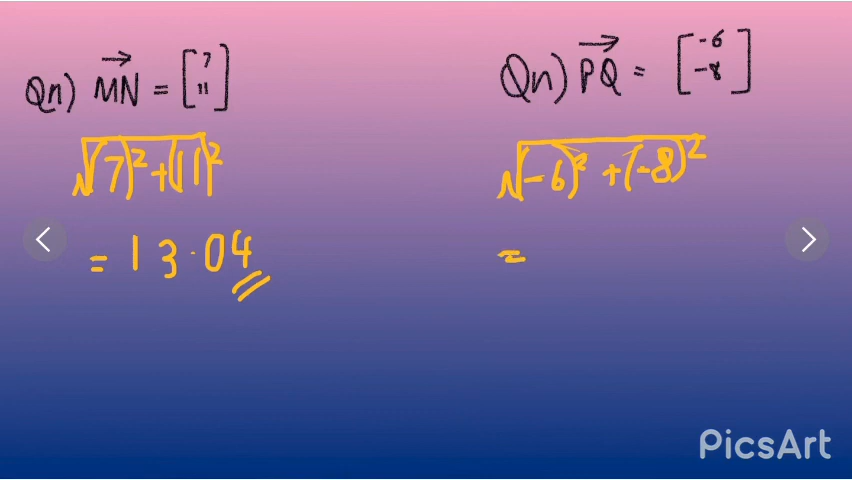 Qn) MN = [7 11]
√(7)² + (11)²
= 13.04
Qn) PQ = [-6 -8]
√(-6)² + (-8)²
=
PicsArt